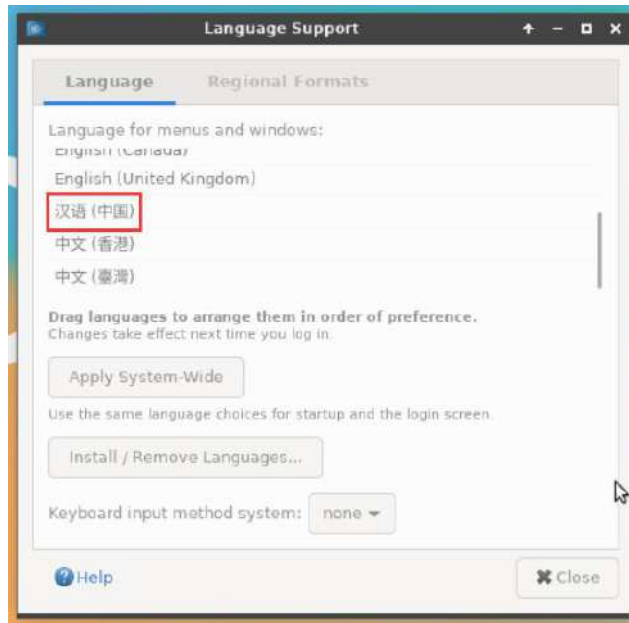 Language Support
Language Regional Formats
Language for menus and windows:
English (Canada)
English (United Kingdom)
汉语 (中国)
中文 (香港)
中文 (臺灣)
Drag languages to arrange them in order of preference.
Changes take effect next time you log in.
Apply System-Wide
Use the same language choices for startup and the login screen.
Install / Remove Languages...
Keyboard input method system: none
Help Close